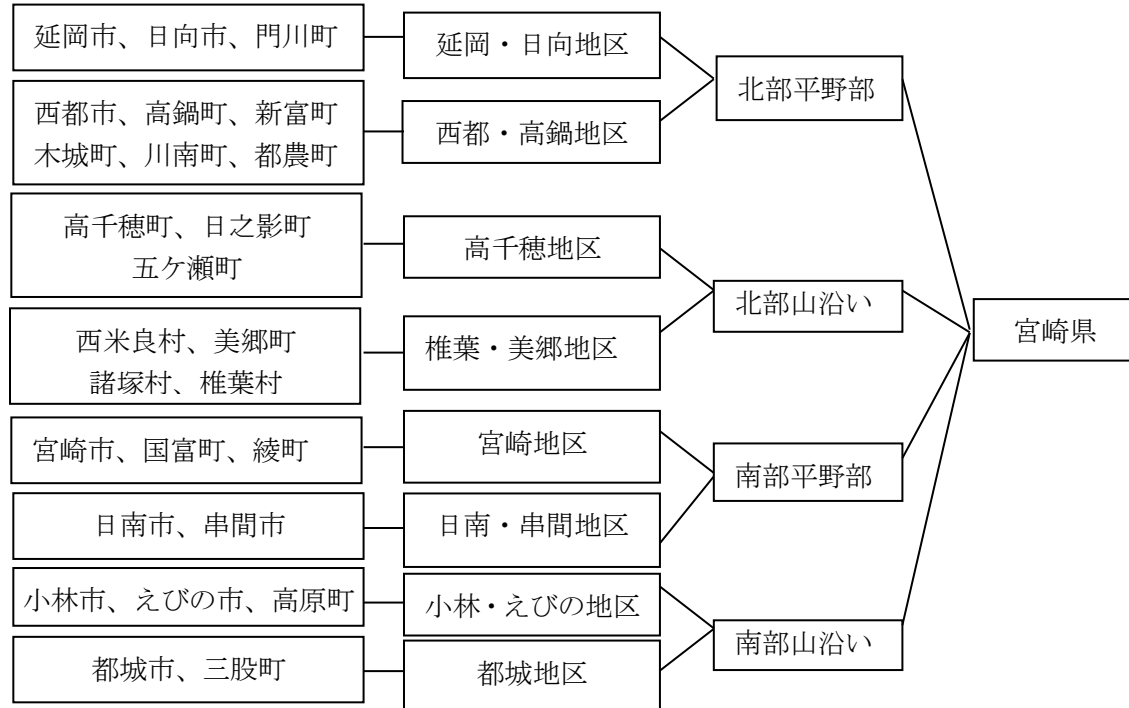 延岡市、日向市、門川町
延岡・日向地区
北部平野部
西都市、高鍋町、新富町
木城町、川南町、都農町
西都・高鍋地区
高千穂町、日之影町
五ケ瀬町
高千穂地区
北部山沿い
宮崎県
西米良村、美郷町
諸塚村、椎葉村
椎葉・美郷地区
宮崎市、国富町、綾町
宮崎地区
南部平野部
日南市、串間市
日南・串間地区
小林市、えびの市、高原町
小林・えびの地区
南部山沿い
都城市、三股町
都城地区